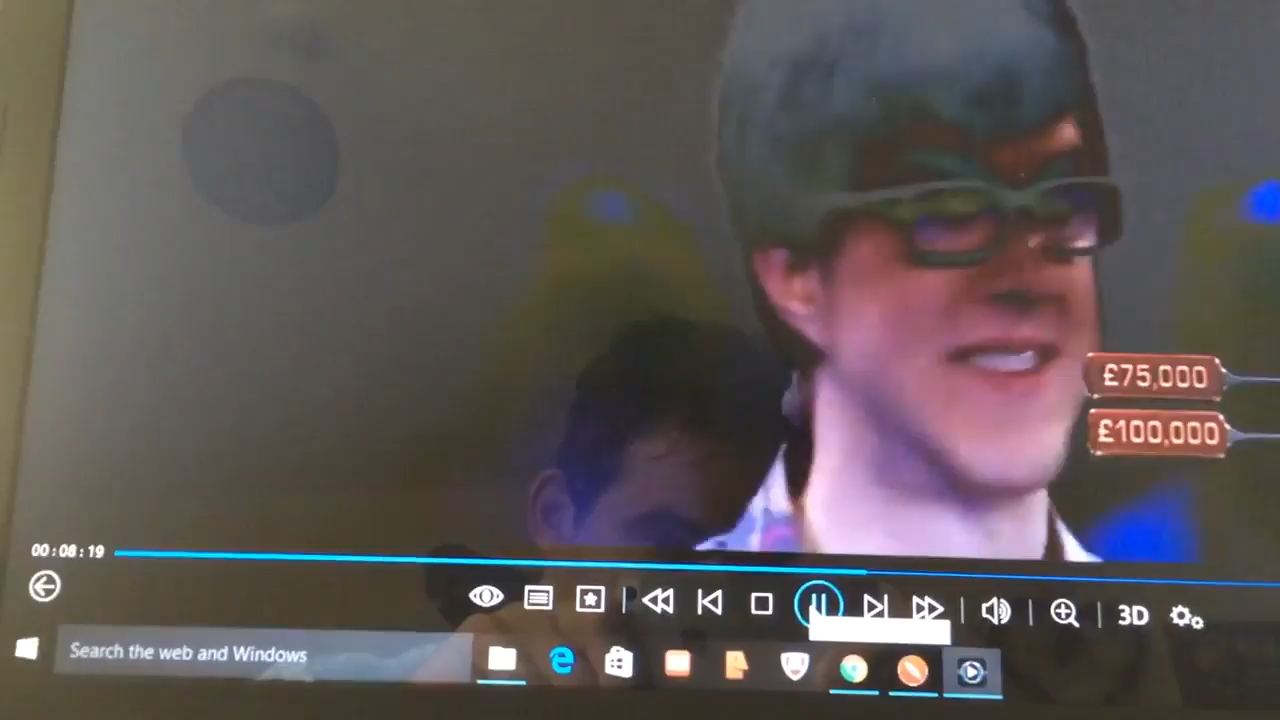 £75,000
£100,000
00:08:19
3D
Search the web and Windows